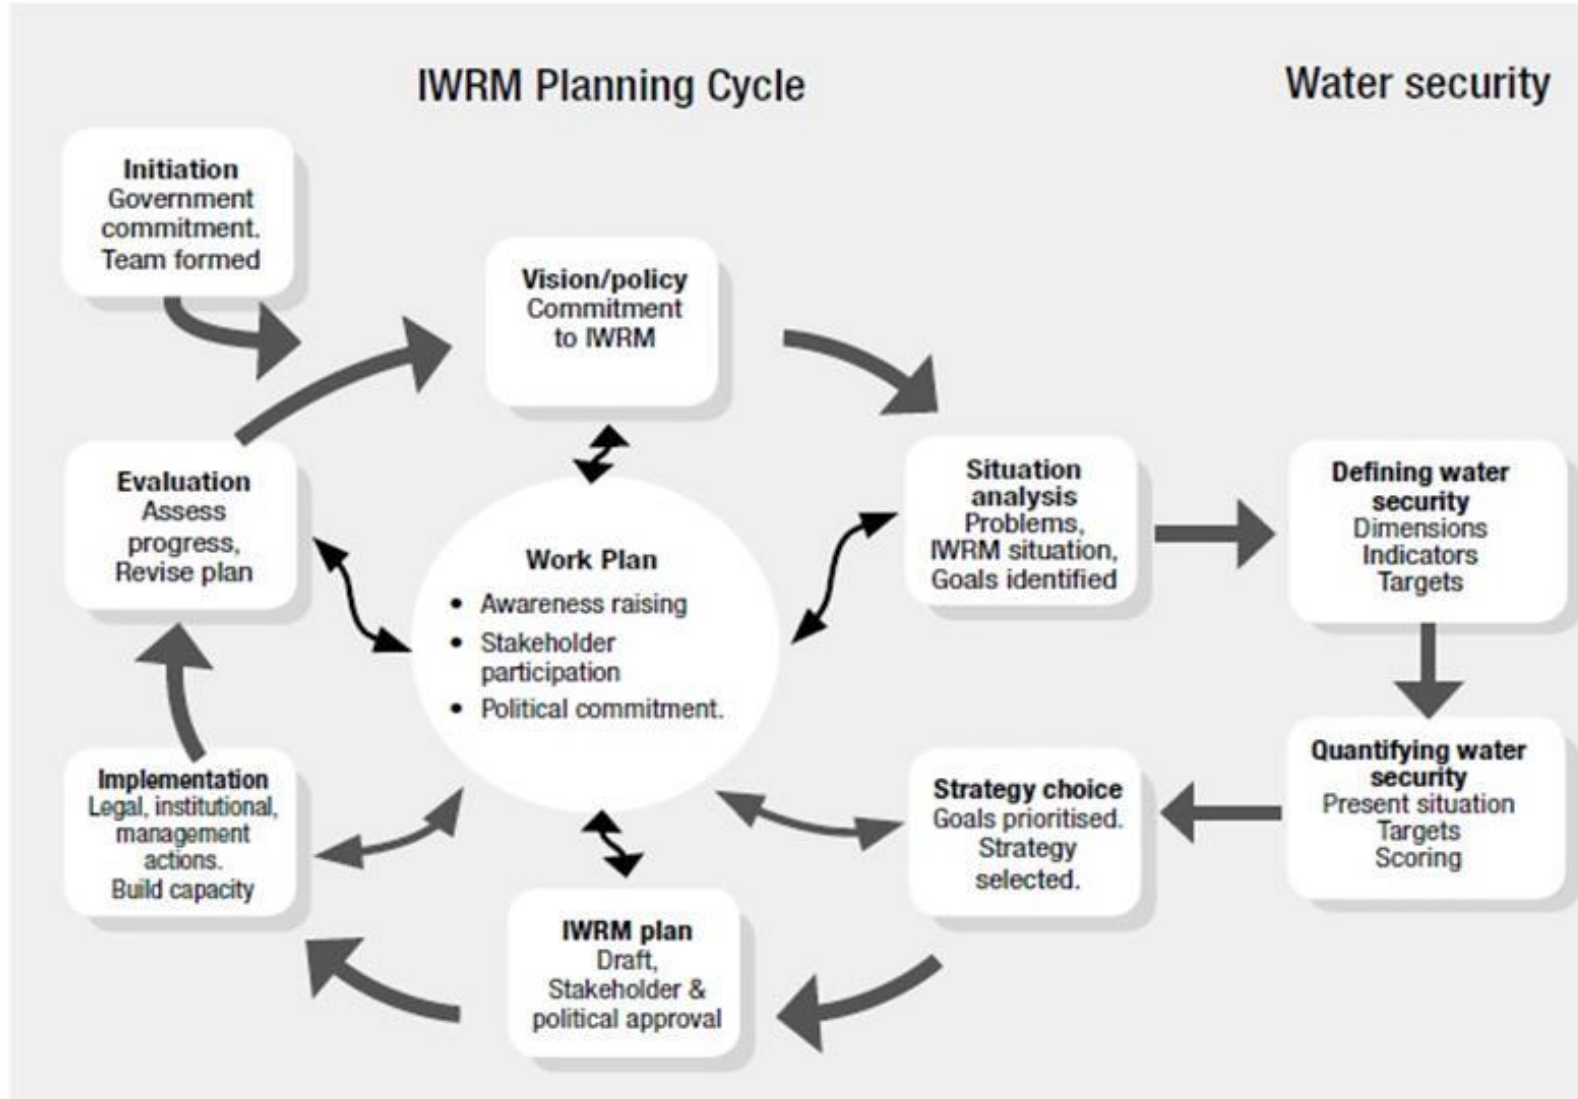 IWRM Planning Cycle
Water security
Initiation
Government
commitment.
Team formed
Vision/policy
Commitment
to IWRM
Evaluation
Assess
progress,
Revise plan
Situation
analysis
Problems,
IWRM situation,
Goals identified
Defining water
security
Dimensions
Indicators
Targets
Work Plan
• Awareness raising
• Stakeholder
participation
• Political commitment.
Implementation
Legal, institutional,
management
actions.
Build capacity
Strategy choice
Goals prioritised.
Strategy
selected.
Quantifying water
security
Present situation
Targets
Scoring
IWRM plan
Draft,
Stakeholder &
political approval